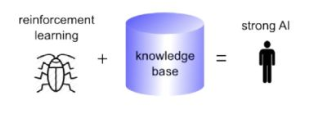 reinforcement
learning
+
knowledge
base
=
strong AI